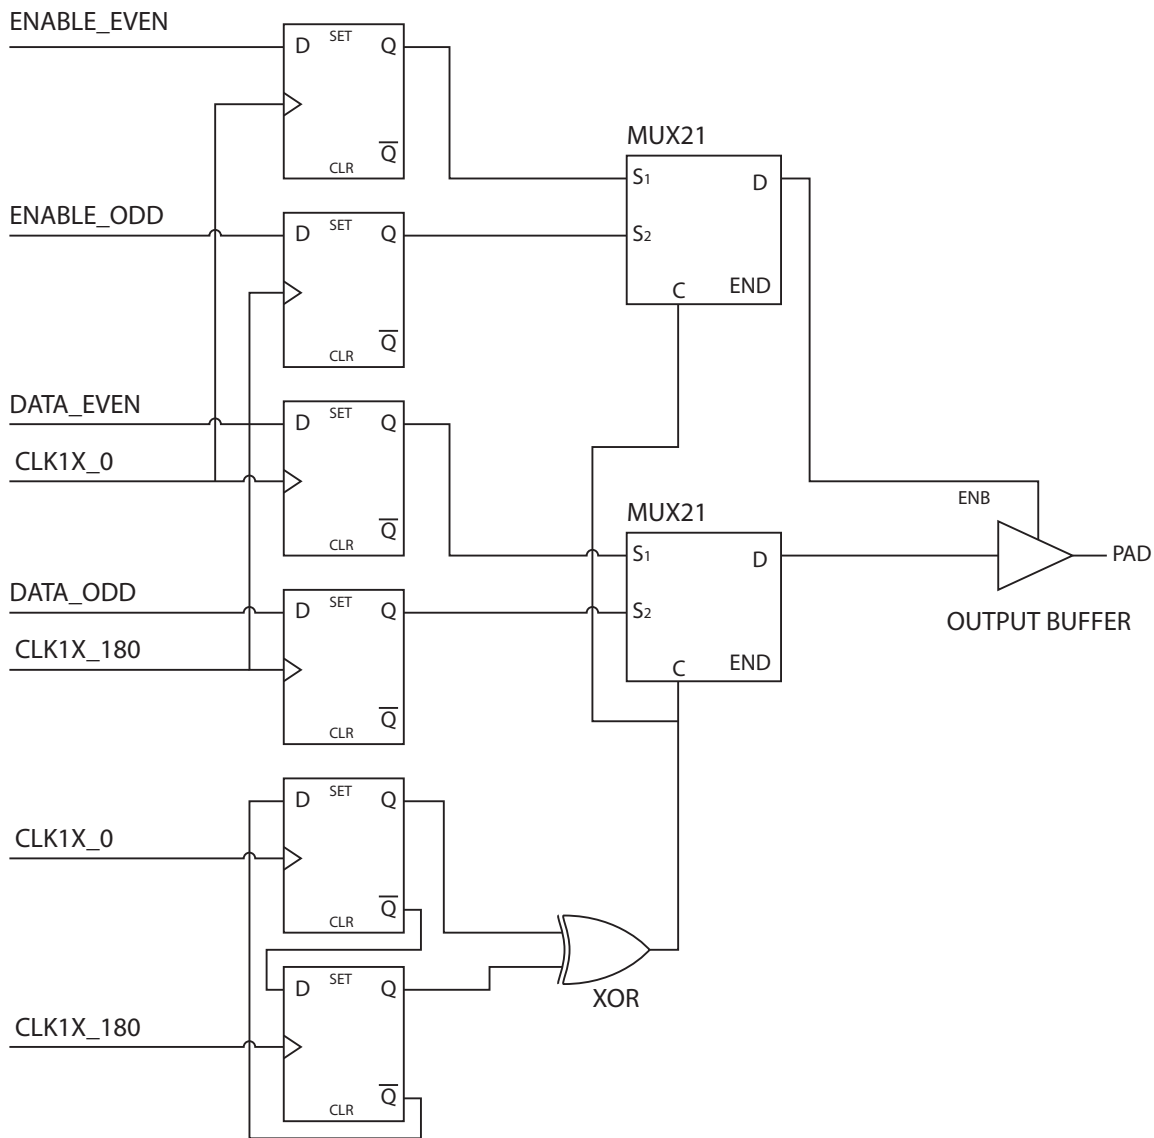 ENABLE_EVEN
D SET Q
Q
CLR
MUX21
S1 D
S2
C END
ENABLE_ODD
D SET Q
Q
CLR
DATA_EVEN
D SET Q
CLK1X_0
Q
CLR
MUX21
S1 D
S2
C END
ENB
PAD
OUTPUT BUFFER
DATA_ODD
D SET Q
CLK1X_180
Q
CLR
D SET Q
CLK1X_0
Q
CLR
XOR
D SET Q
CLK1X_180
Q
CLR